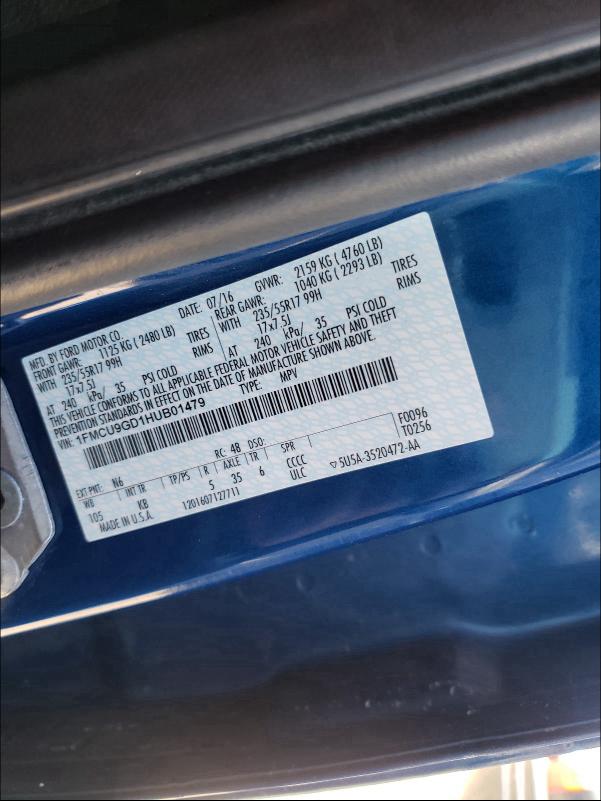 MFD. BY FORD MOTOR CO. DATE: 07/16 GVWR: 2159 KG ( 4760 LB)
FRONT GAWR: 1125 KG ( 2480 LB) REAR GAWR: 1040 KG ( 2293 LB)
WITH 235/55R17 99H TIRES WITH 235/55R17 99H TIRES
17x7.5J RIMS 17x7.5J RIMS
AT 240 kPa/ 35 PSI COLD AT 240 kPa/ 35 PSI COLD
THIS VEHICLE CONFORMS TO ALL APPLICABLE FEDERAL MOTOR VEHICLE SAFETY AND THEFT
PREVENTION STANDARDS IN EFFECT ON THE DATE OF MANUFACTURE SHOWN ABOVE.
VIN: 1FMCU9GD1HUB01479 TYPE: MPV
F0096
T0256
EXT PNT: N6 RC: 4B DSO:
WB INT TR TP/PS R AXLE TR SPR
105 KB 5 35 6 CCCC
MADE IN U.S.A. 1201607127711 ULC ▽5U5A-3520472-AA